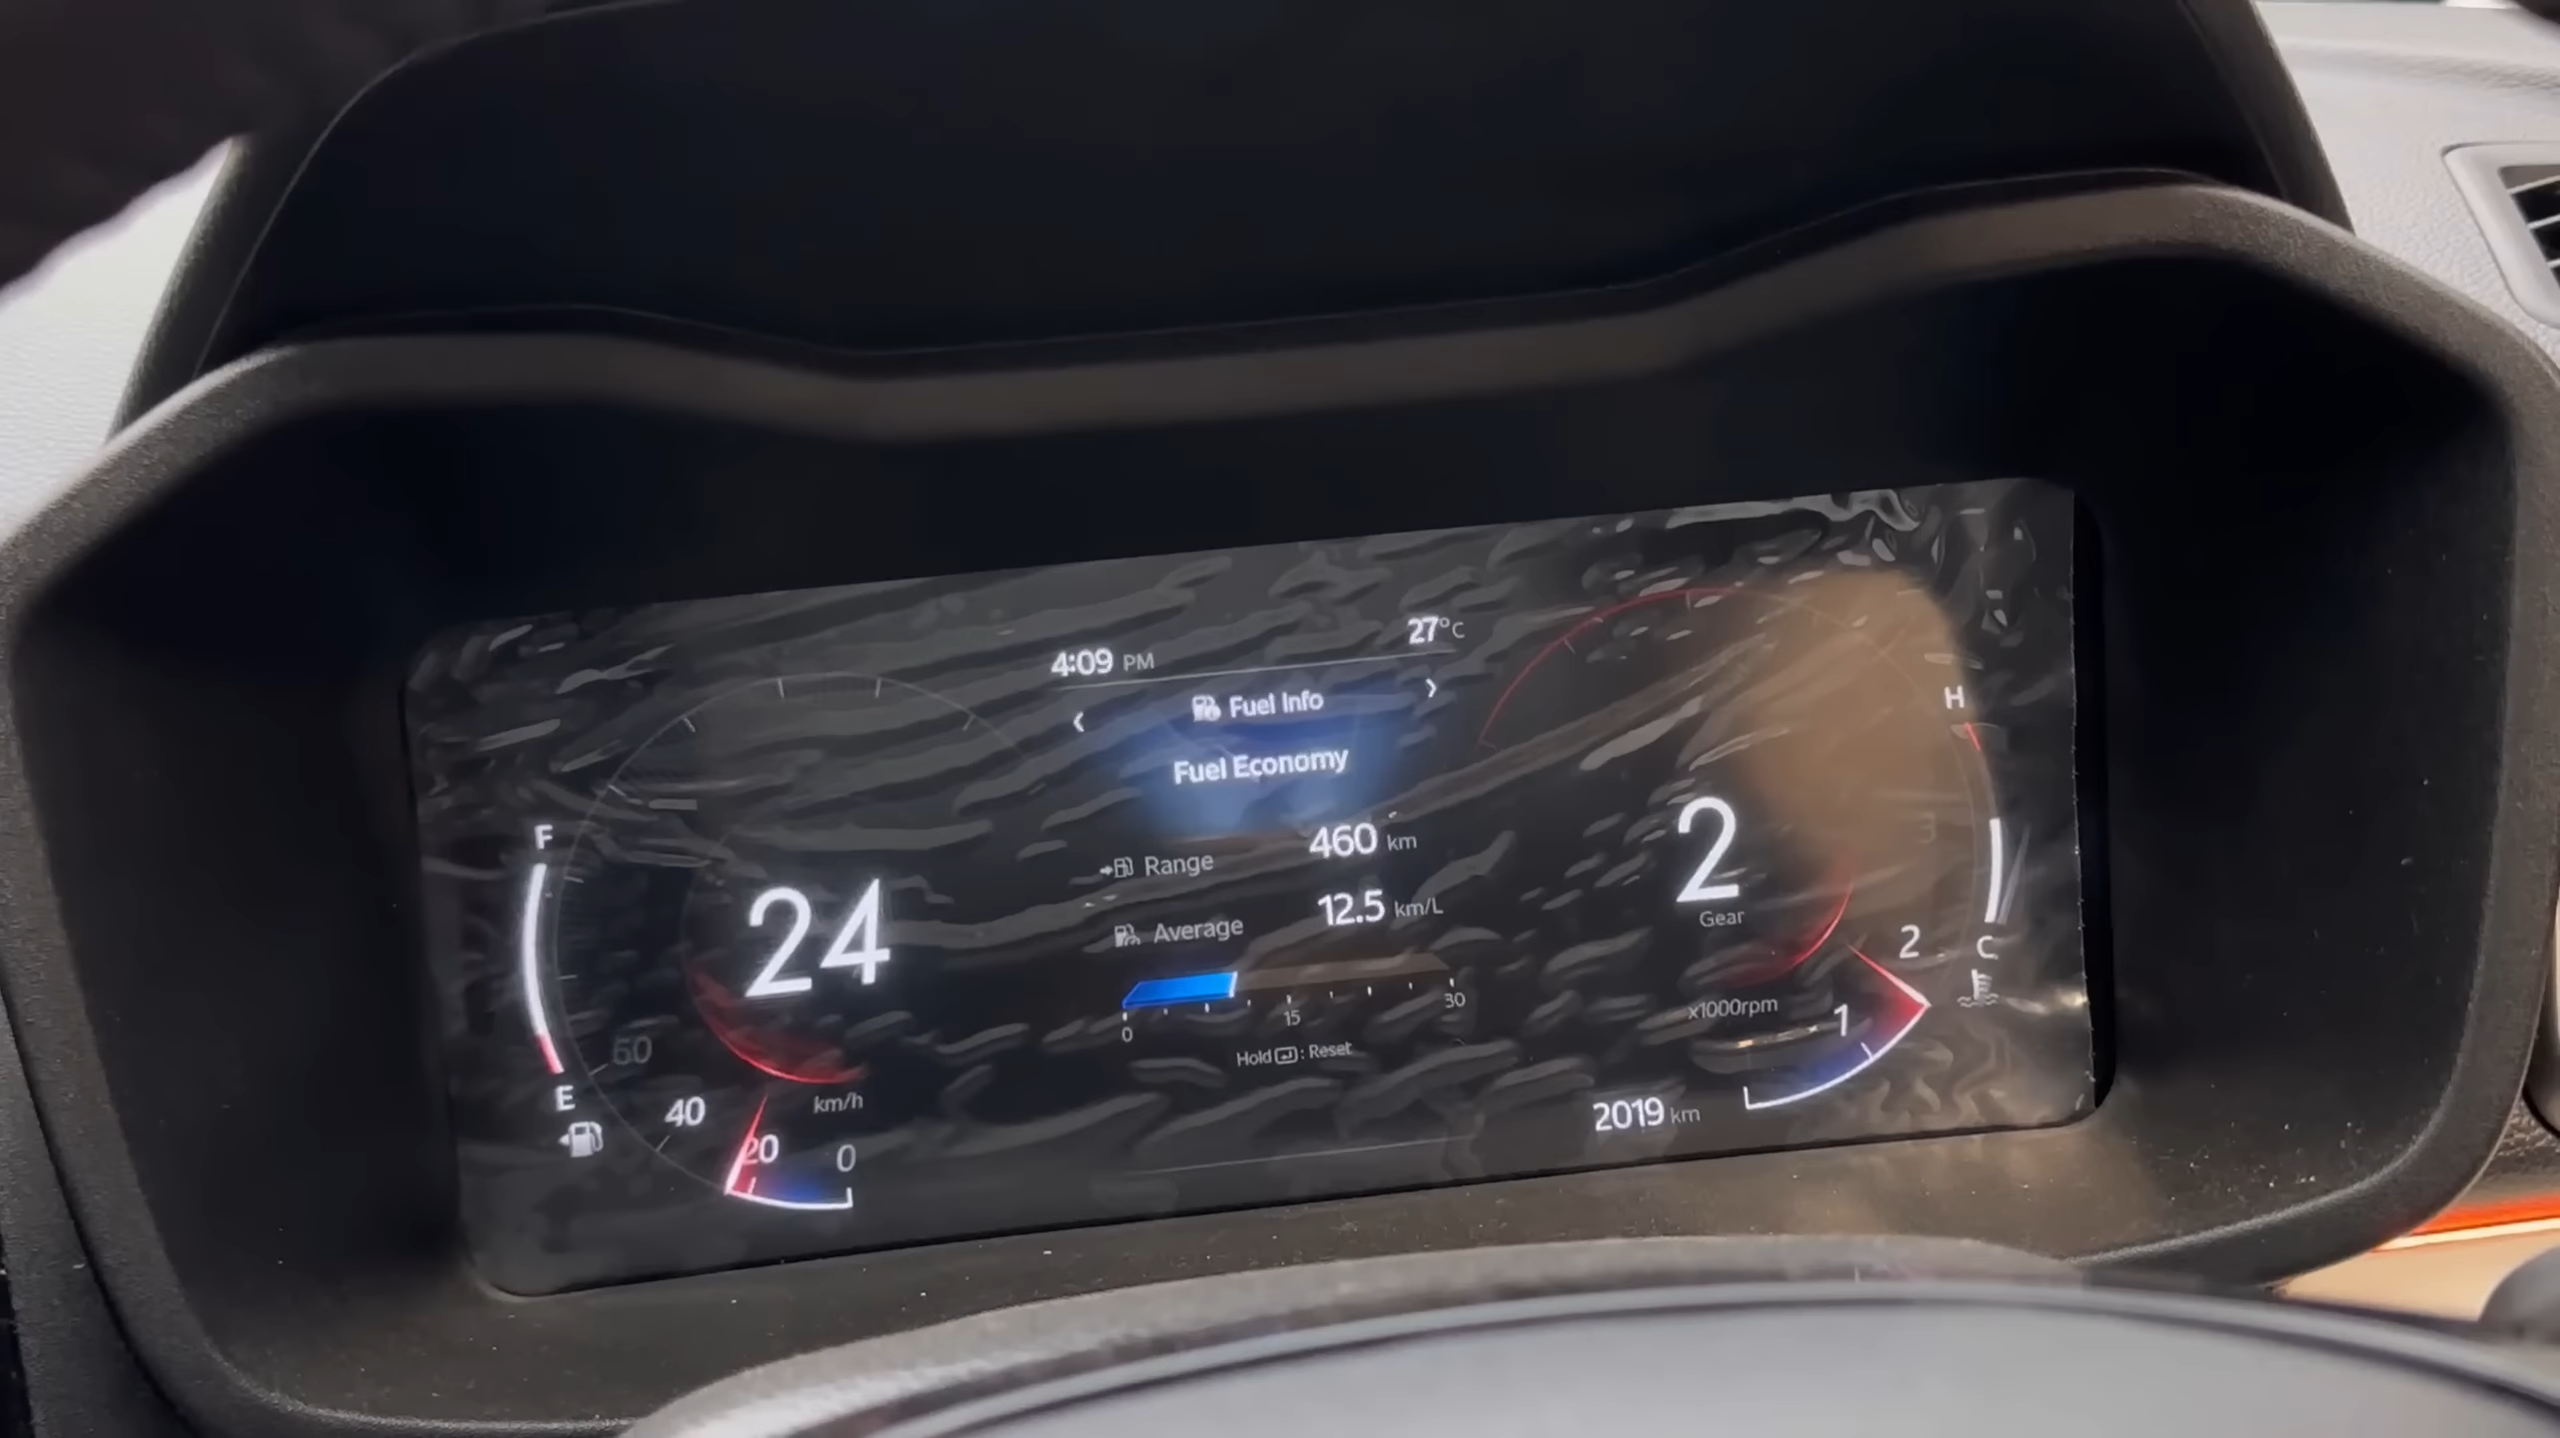 4:09 PM
27°C
‹ Fuel Info ›
Fuel Economy
Range 460 km
Average 12.5 km/L
0 15 30
Hold : Reset
F
E
24
km/h
60
40
20
0
2
Gear
x1000rpm
3
2
1
H
C
2019 km